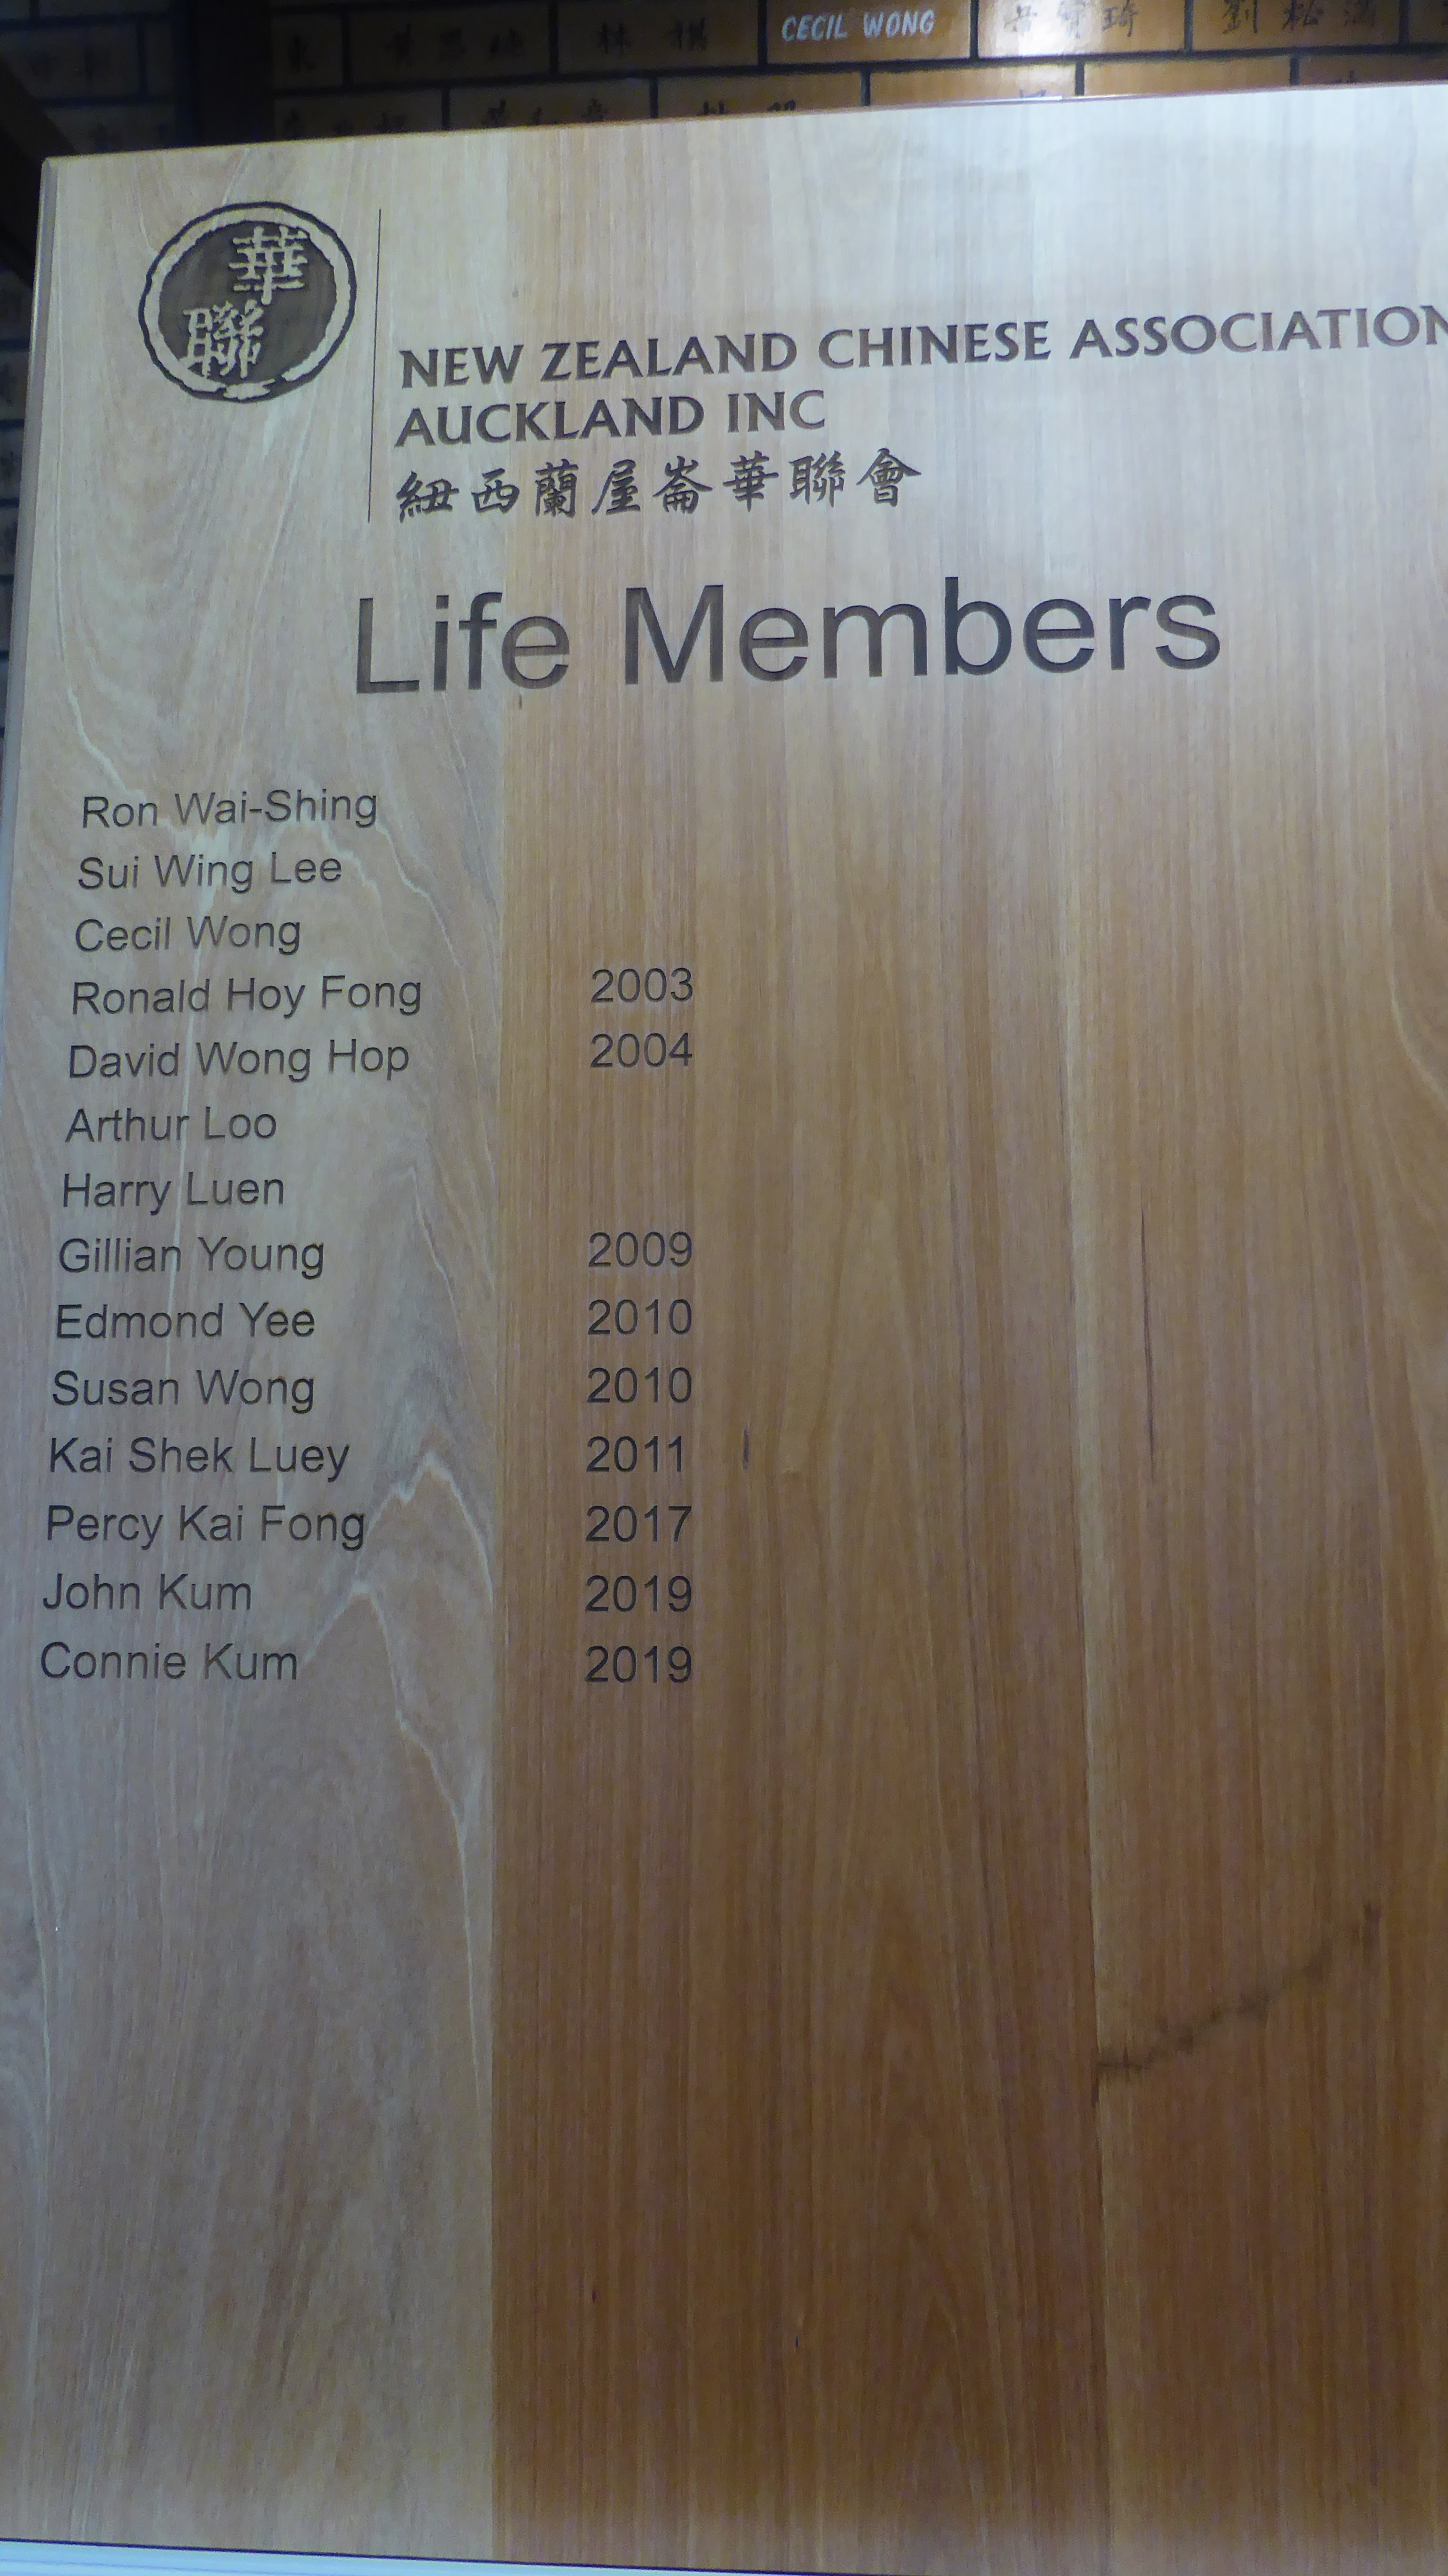 CECIL WONG
華
聯
NEW ZEALAND CHINESE ASSOCIATION
AUCKLAND INC
紐西蘭屋崙華聯會
Life Members
Ron Wai-Shing
Sui Wing Lee
Cecil Wong
Ronald Hoy Fong 2003
David Wong Hop 2004
Arthur Loo
Harry Luen
Gillian Young 2009
Edmond Yee 2010
Susan Wong 2010
Kai Shek Luey 2011
Percy Kai Fong 2017
John Kum 2019
Connie Kum 2019